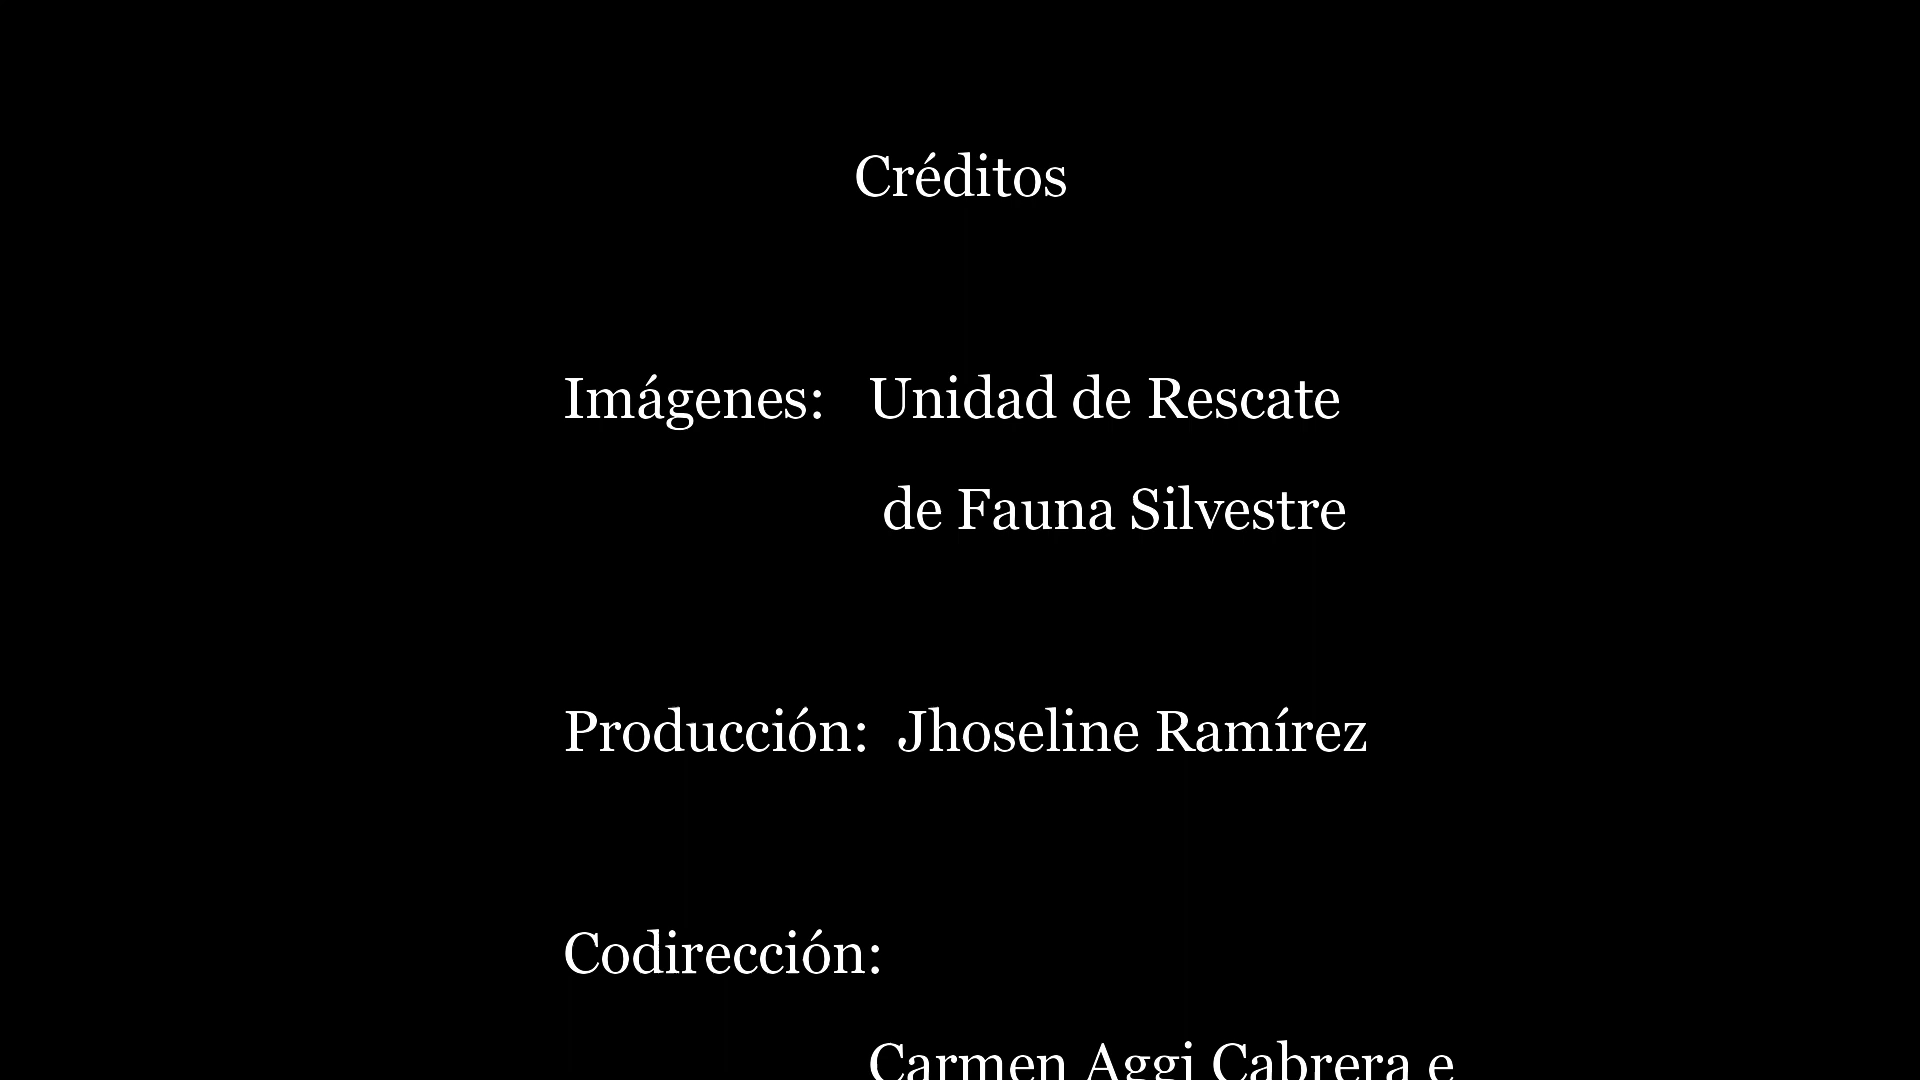 Créditos
Imágenes: Unidad de Rescate
de Fauna Silvestre
Producción: Jhoseline Ramírez
Codirección:
Carmen Aggi Cabrera e